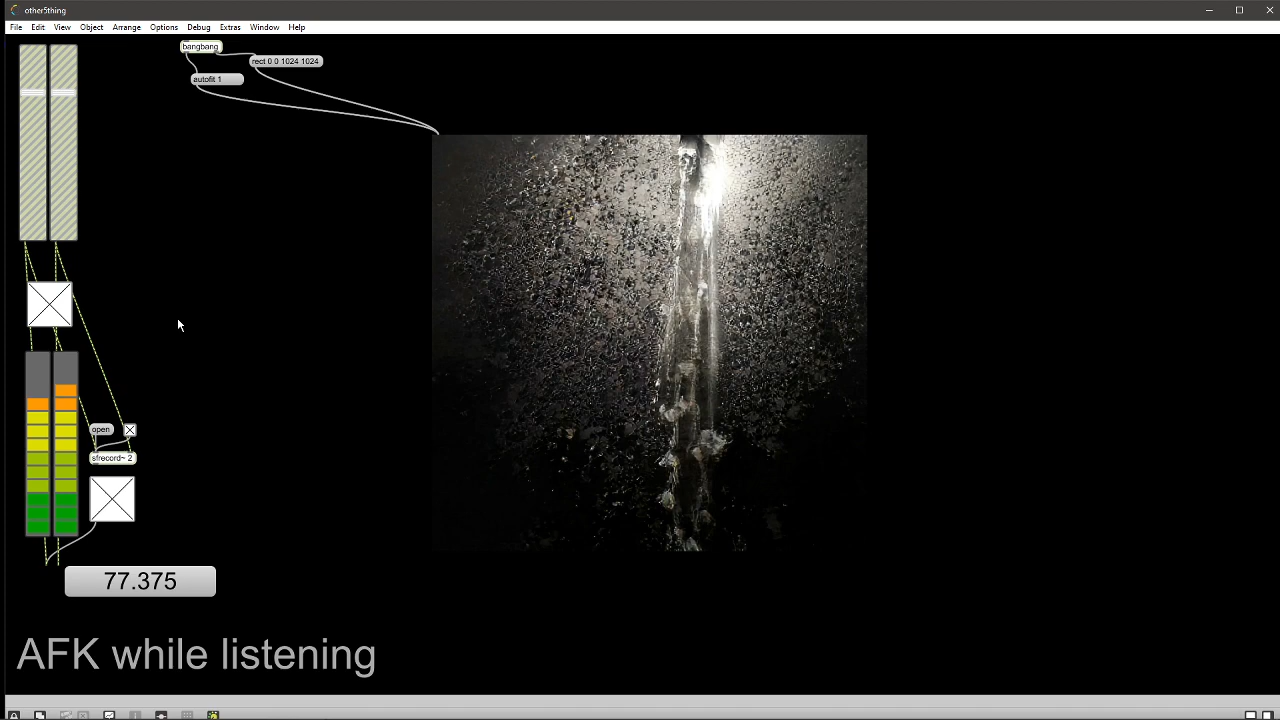 other5thing
File Edit View Object Arrange Options Debug Extras Window Help
bangbang
rect 0 0 1024 1024
autofit 1
open
sfrecord~ 2
77.375
AFK while listening